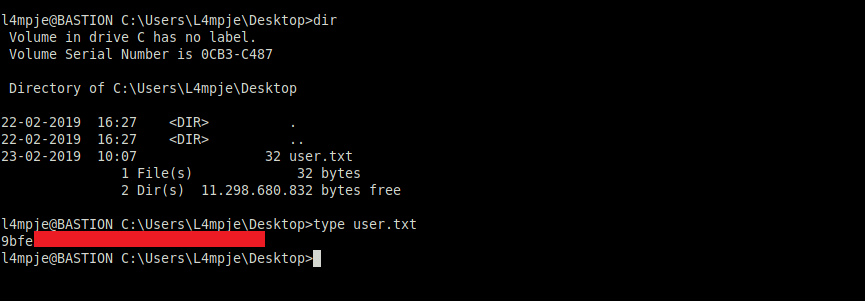 l4mpje@BASTION C:\Users\L4mpje\Desktop>dir
 Volume in drive C has no label.
 Volume Serial Number is 0CB3-C487

 Directory of C:\Users\L4mpje\Desktop

22-02-2019  16:27    <DIR>          .
22-02-2019  16:27    <DIR>          ..
23-02-2019  10:07                32 user.txt
               1 File(s)             32 bytes
               2 Dir(s)  11.298.680.832 bytes free

l4mpje@BASTION C:\Users\L4mpje\Desktop>type user.txt
9bfe
l4mpje@BASTION C:\Users\L4mpje\Desktop>